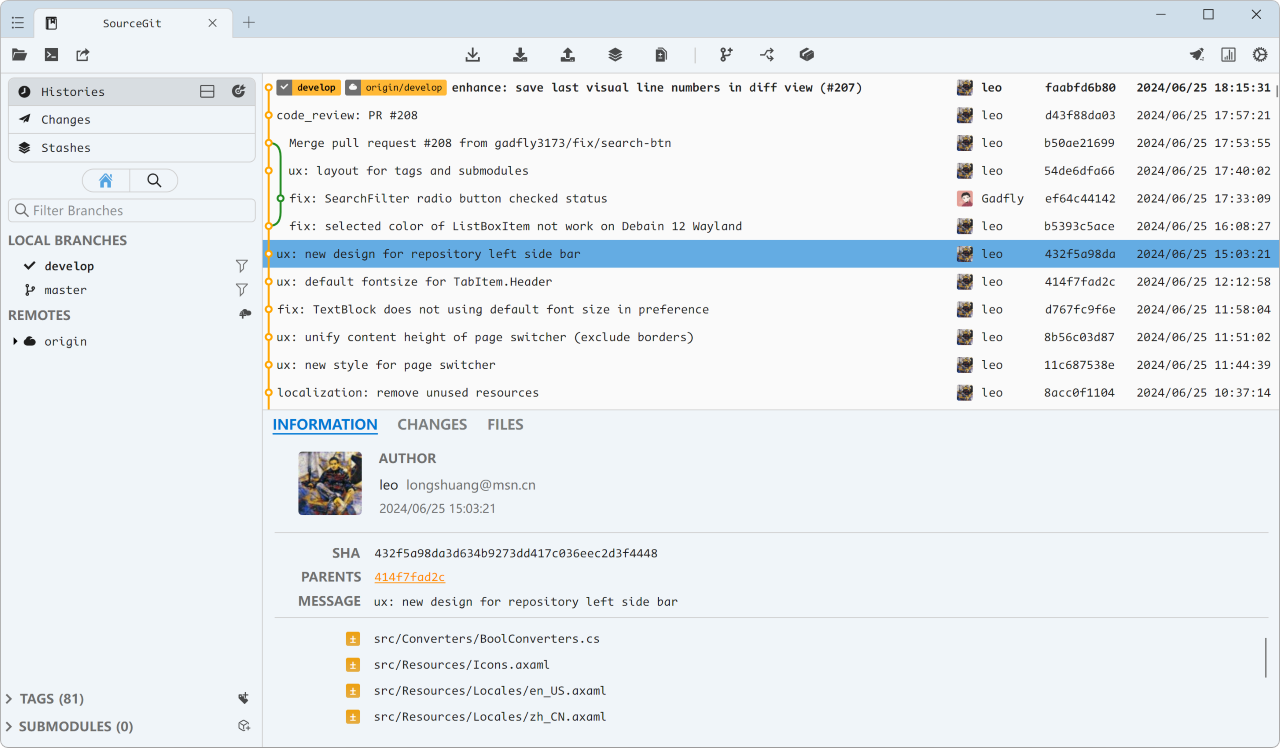 SourceGit
Histories
Changes
Stashes
Filter Branches
LOCAL BRANCHES
develop
master
REMOTES
origin
TAGS (81)
SUBMODULES (0)
develop origin/develop enhance: save last visual line numbers in diff view (#207) leo faabfd6b80 2024/06/25 18:15:31
code_review: PR #208 leo d43f88da03 2024/06/25 17:57:21
Merge pull request #208 from gadfly3173/fix/search-btn leo b50ae21699 2024/06/25 17:53:55
ux: layout for tags and submodules leo 54de6dfa66 2024/06/25 17:40:02
fix: SearchFilter radio button checked status Gadfly ef64c44142 2024/06/25 17:33:09
fix: selected color of ListBoxItem not work on Debain 12 Wayland leo b5393c5ace 2024/06/25 16:08:27
ux: new design for repository left side bar leo 432f5a98da 2024/06/25 15:03:21
ux: default fontsize for TabItem.Header leo 414f7fad2c 2024/06/25 12:12:58
fix: TextBlock does not using default font size in preference leo d767fc9f6e 2024/06/25 11:58:04
ux: unify content height of page switcher (exclude borders) leo 8b56c03d87 2024/06/25 11:51:02
ux: new style for page switcher leo 11c687538e 2024/06/25 11:44:39
localization: remove unused resources leo 8acc0f1104 2024/06/25 10:37:14
INFORMATION CHANGES FILES
AUTHOR
leo longshuang@msn.cn
2024/06/25 15:03:21
SHA 432f5a98da3d634b9273dd417c036eec2d3f4448
PARENTS 414f7fad2c
MESSAGE ux: new design for repository left side bar
src/Converters/BoolConverters.cs
src/Resources/Icons.axaml
src/Resources/Locales/en_US.axaml
src/Resources/Locales/zh_CN.axaml